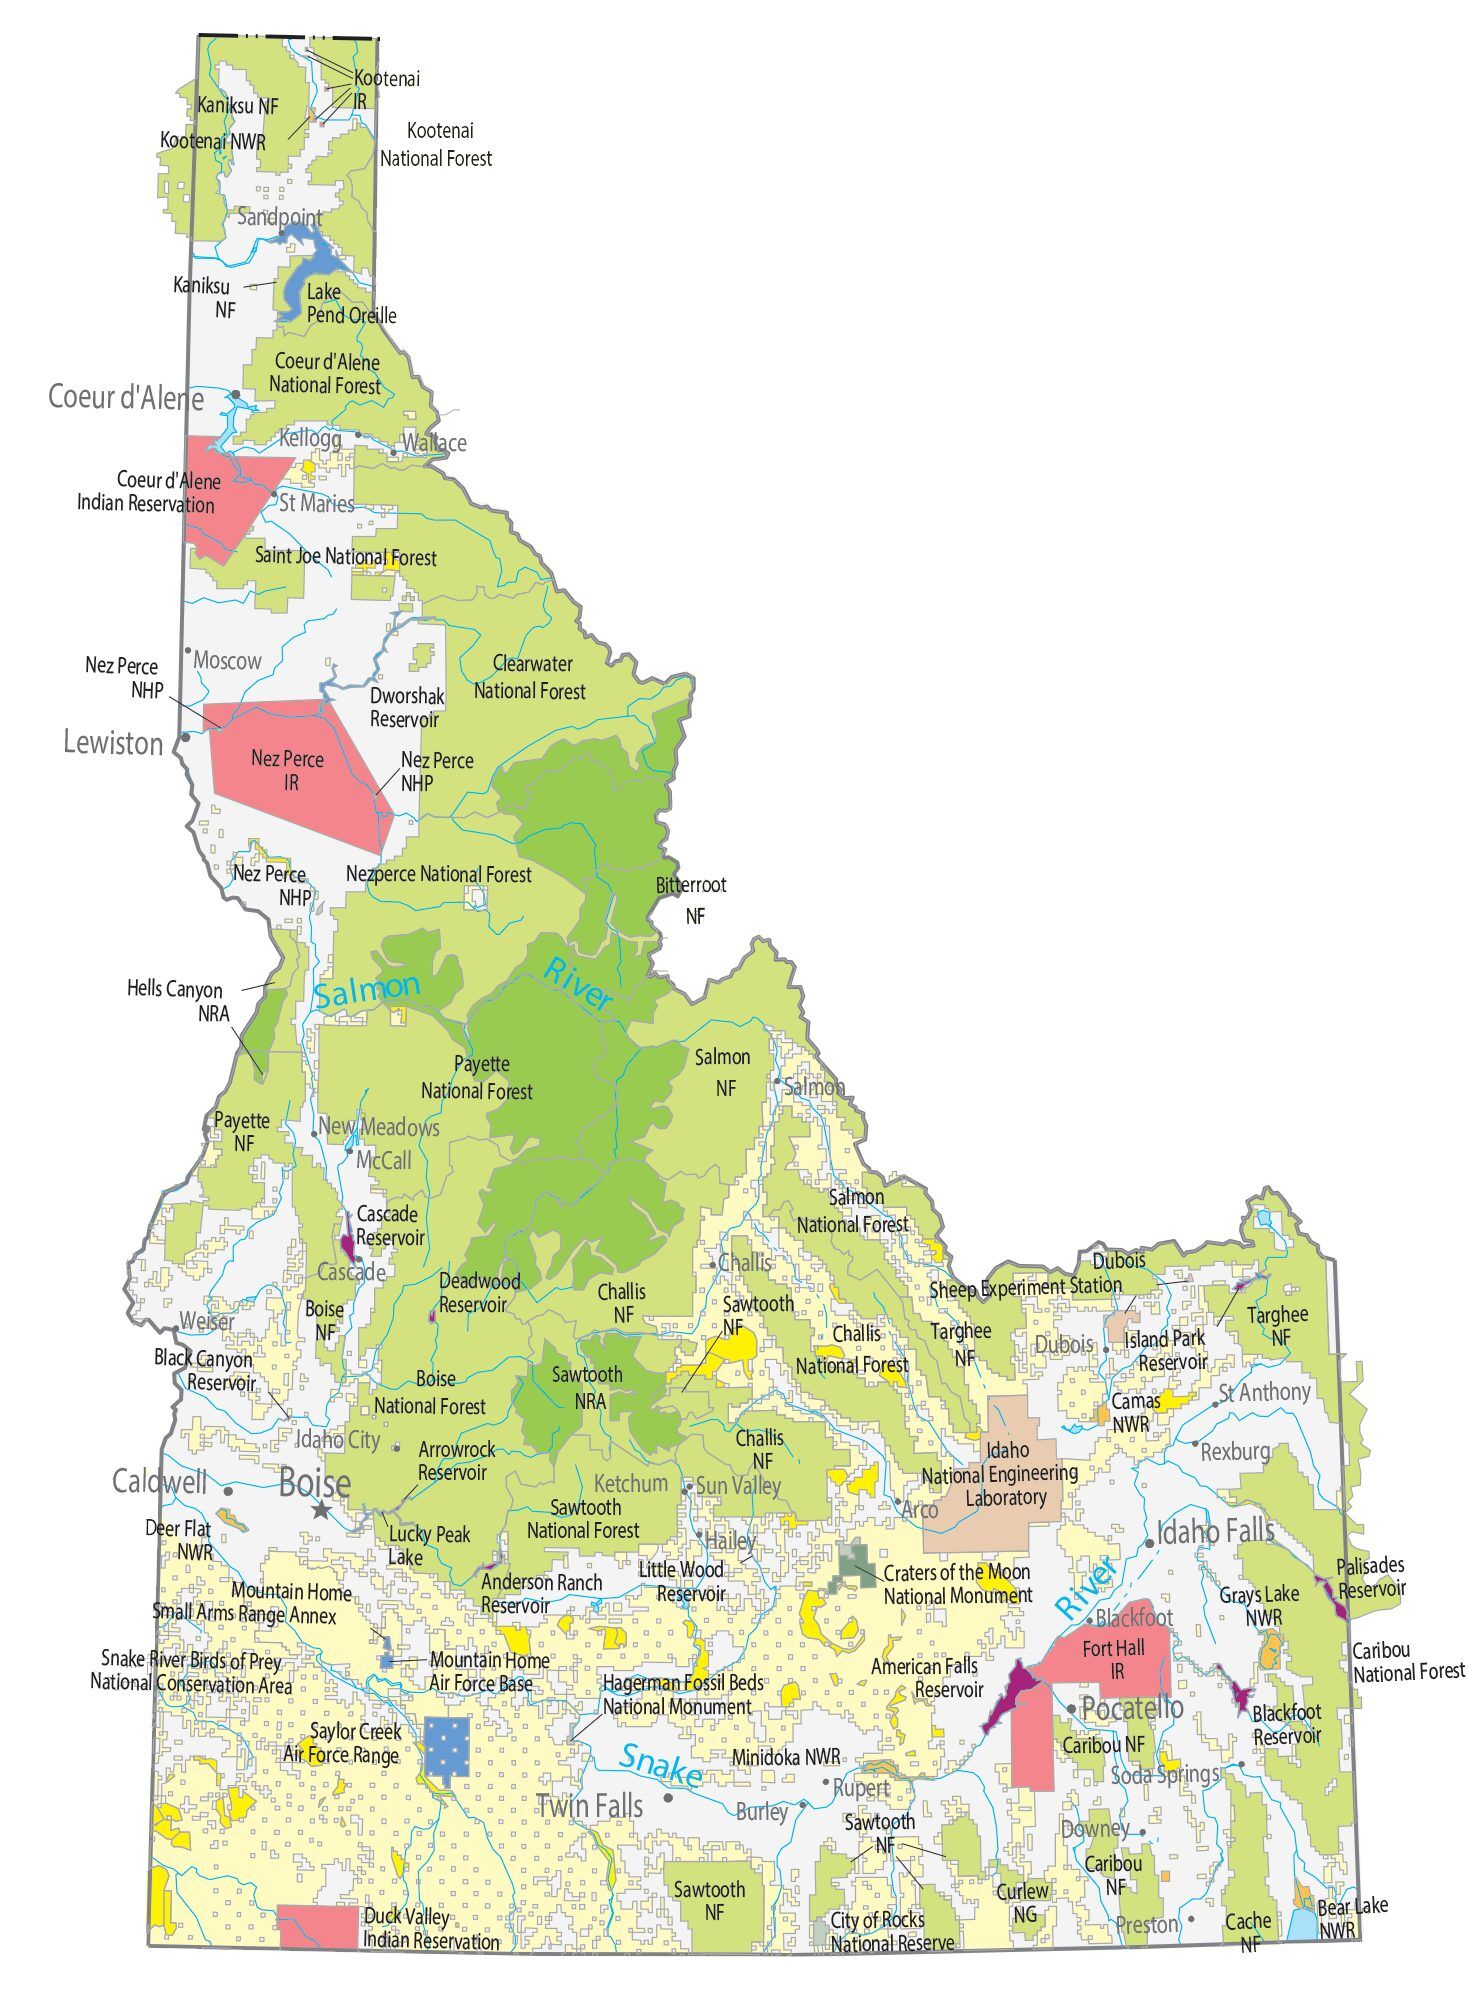 Kootenai
IR
Kaniksu NF
Kootenai NWR
Kootenai
National Forest
Sandpoint
Kaniksu
NF
Lake
Pend Oreille
Coeur d'Alene
National Forest
Coeur d'Alene
Kellogg
Wallace
Coeur d'Alene
Indian Reservation
St Maries
Saint Joe National Forest
Moscow
Nez Perce
NHP
Clearwater
National Forest
Dworshak
Reservoir
Lewiston
Nez Perce
IR
Nez Perce
NHP
Nez Perce
NHP
Nezperce National Forest
Bitterroot
NF
Salmon
River
Hells Canyon
NRA
Payette
National Forest
Salmon
NF
Salmon
Payette
NF
New Meadows
McCall
Salmon
National Forest
Cascade
Reservoir
Cascade
Challis
Dubois
Sheep Experiment Station
Deadwood
Reservoir
Challis
NF
Sawtooth
NF
Boise
NF
Weiser
Challis
National Forest
Targhee
NF
Dubois
Island Park
Reservoir
Targhee
NF
Black Canyon
Reservoir
Boise
National Forest
Sawtooth
NRA
Camas
NWR
St Anthony
Idaho City
Arrowrock
Reservoir
Challis
NF
Idaho
National Engineering
Laboratory
Rexburg
Caldwell
Boise
Ketchum
Sun Valley
Sawtooth
National Forest
Arco
Deer Flat
NWR
Lucky Peak
Lake
Hailey
Idaho Falls
Little Wood
Reservoir
Craters of the Moon
National Monument
Palisades
Reservoir
Mountain Home
Small Arms Range Annex
Anderson Ranch
Reservoir
River
Grays Lake
NWR
Blackfoot
Snake River Birds of Prey
National Conservation Area
Mountain Home
Air Force Base
Hagerman Fossil Beds
National Monument
American Falls
Reservoir
Fort Hall
IR
Caribou
National Forest
Saylor Creek
Air Force Range
Pocatello
Blackfoot
Reservoir
Snake
Minidoka NWR
Caribou NF
Soda Springs
Twin Falls
Burley
Rupert
Sawtooth
NF
Downey
Sawtooth
NF
Curlew
NG
Caribou
NF
Duck Valley
Indian Reservation
City of Rocks
National Reserve
Preston
Cache
NF
Bear Lake
NWR